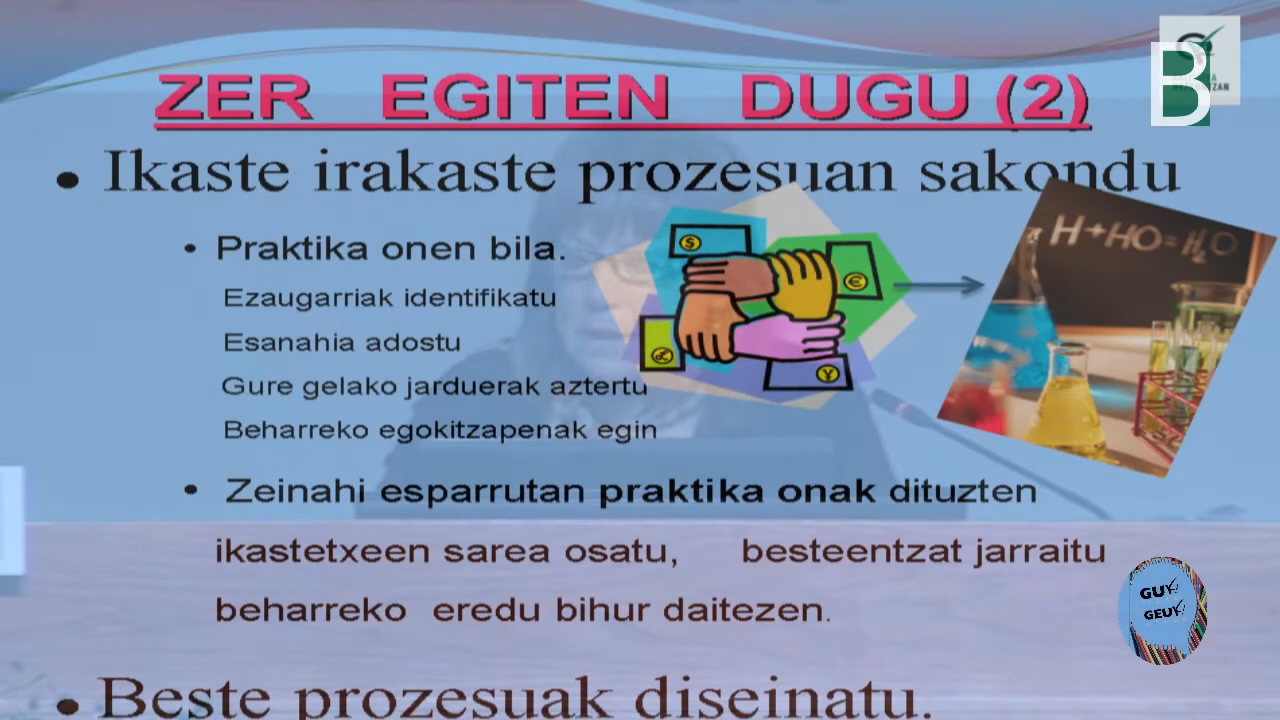 ZER EGITEN DUGU (2)
B
• Ikaste irakaste prozesuan sakondu
• Praktika onen bila.
Ezaugarriak identifikatu
Esanahia adostu
Gure gelako jarduerak aztertu
Beharreko egokitzapenak egin
H+HO=H₂O
• Zeinahi esparrutan praktika onak dituzten
ikastetxeen sarea osatu, besteentzat jarraitu
beharreko eredu bihur daitezen.
GUY
GEUY
• Beste prozesuak diseinatu.